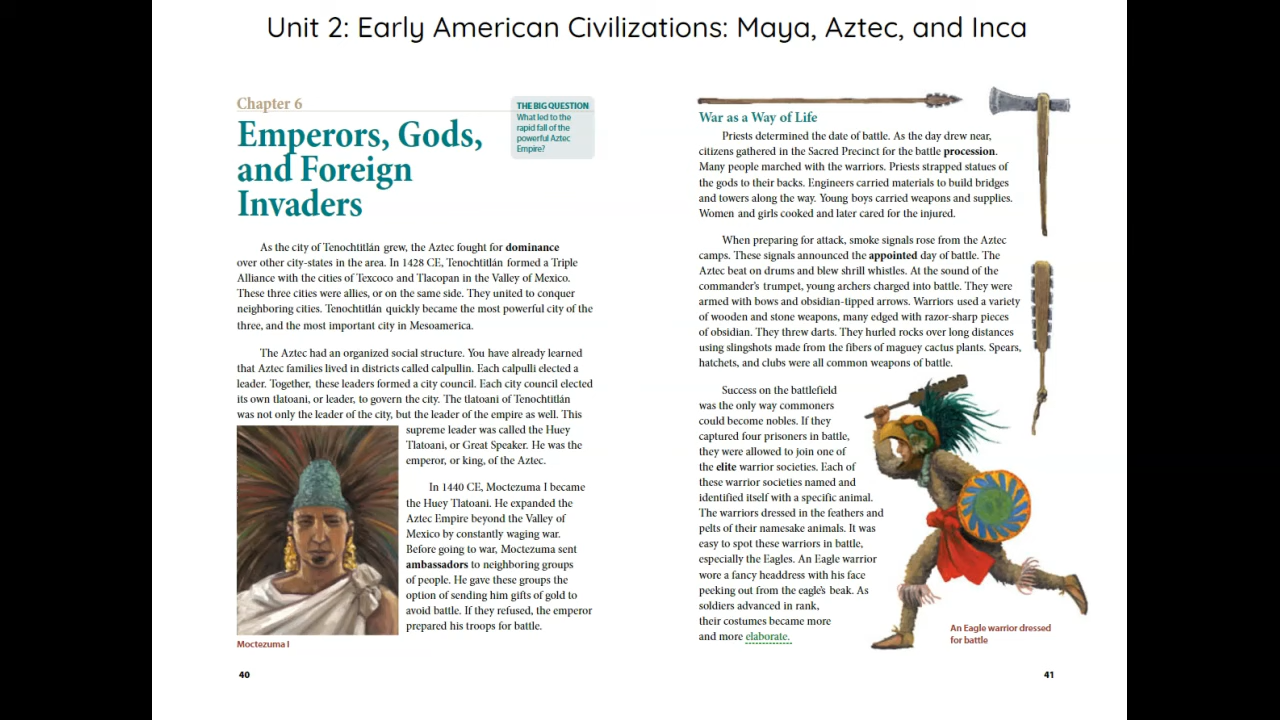 Unit 2: Early American Civilizations: Maya, Aztec, and Inca
Chapter 6
Emperors, Gods,
and Foreign
Invaders
THE BIG QUESTION
What led to the
rapid fall of the
powerful Aztec
Empire?
As the city of Tenochtitlán grew, the Aztec fought for dominance
over other city-states in the area. In 1428 CE, Tenochtitlán formed a Triple
Alliance with the cities of Texcoco and Tlacopan in the Valley of Mexico.
These three cities were allies, or on the same side. They united to conquer
neighboring cities. Tenochtitlán quickly became the most powerful city of the
three, and the most important city in Mesoamerica.
The Aztec had an organized social structure. You have already learned
that Aztec families lived in districts called calpullin. Each calpulli elected a
leader. Together, these leaders formed a city council. Each city council elected
its own tlatoani, or leader, to govern the city. The tlatoani of Tenochtitlán
was not only the leader of the city, but the leader of the empire as well. This
supreme leader was called the Huey
Tlatoani, or Great Speaker. He was the
emperor, or king, of the Aztec.
In 1440 CE, Moctezuma I became
the Huey Tlatoani. He expanded the
Aztec Empire beyond the Valley of
Mexico by constantly waging war.
Before going to war, Moctezuma sent
ambassadors to neighboring groups
of people. He gave these groups the
option of sending him gifts of gold to
avoid battle. If they refused, the emperor
prepared his troops for battle.
Moctezuma I
40
War as a Way of Life
Priests determined the date of battle. As the day drew near,
citizens gathered in the Sacred Precinct for the battle procession.
Many people marched with the warriors. Priests strapped statues of
the gods to their backs. Engineers carried materials to build bridges
and towers along the way. Young boys carried weapons and supplies.
Women and girls cooked and later cared for the injured.
When preparing for attack, smoke signals rose from the Aztec
camps. These signals announced the appointed day of battle. The
Aztec beat on drums and blew shrill whistles. At the sound of the
commander's trumpet, young archers charged into battle. They were
armed with bows and obsidian-tipped arrows. Warriors used a variety
of wooden and stone weapons, many edged with razor-sharp pieces
of obsidian. They threw darts. They hurled rocks over long distances
using slingshots made from the fibers of maguey cactus plants. Spears,
hatchets, and clubs were all common weapons of battle.
Success on the battlefield
was the only way commoners
could become nobles. If they
captured four prisoners in battle,
they were allowed to join one of
the elite warrior societies. Each of
these warrior societies named and
identified itself with a specific animal.
The warriors dressed in the feathers and
pelts of their namesake animals. It was
easy to spot these warriors in battle,
especially the Eagles. An Eagle warrior
wore a fancy headdress with his face
peeking out from the eagle's beak. As
soldiers advanced in rank,
their costumes became more
and more elaborate.
An Eagle warrior dressed
for battle
41